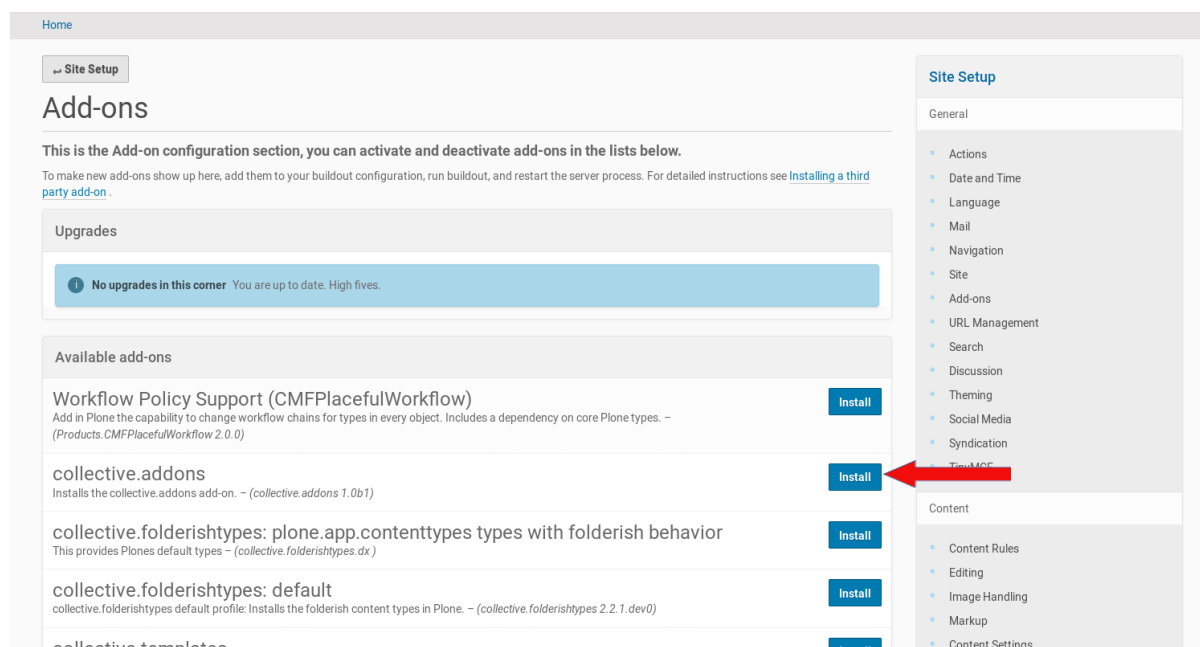 Home
Site Setup
Add-ons
This is the Add-on configuration section, you can activate and deactivate add-ons in the lists below.
To make new add-ons show up here, add them to your buildout configuration, run buildout, and restart the server process. For detailed instructions see Installing a third
party add-on .
Upgrades
No upgrades in this corner You are up to date. High fives.
Available add-ons
Workflow Policy Support (CMFPlacefulWorkflow)
Install
Add in Plone the capability to change workflow chains for types in every object. Includes a dependency on core Plone types. –
(Products.CMFPlacefulWorkflow 2.0.0)
collective.addons
Install
Installs the collective.addons add-on. – (collective.addons 1.0b1)
collective.folderishtypes: plone.app.contenttypes types with folderish behavior
Install
This provides Plones default types – (collective.folderishtypes.dx )
collective.folderishtypes: default
Install
collective.folderishtypes default profile: Installs the folderish content types in Plone. – (collective.folderishtypes 2.2.1.dev0)
collective.templates
Site Setup
General
Actions
Date and Time
Language
Mail
Navigation
Site
Add-ons
URL Management
Search
Discussion
Theming
Social Media
Syndication
TinyMCE
Content
Content Rules
Editing
Image Handling
Markup
Content Settings